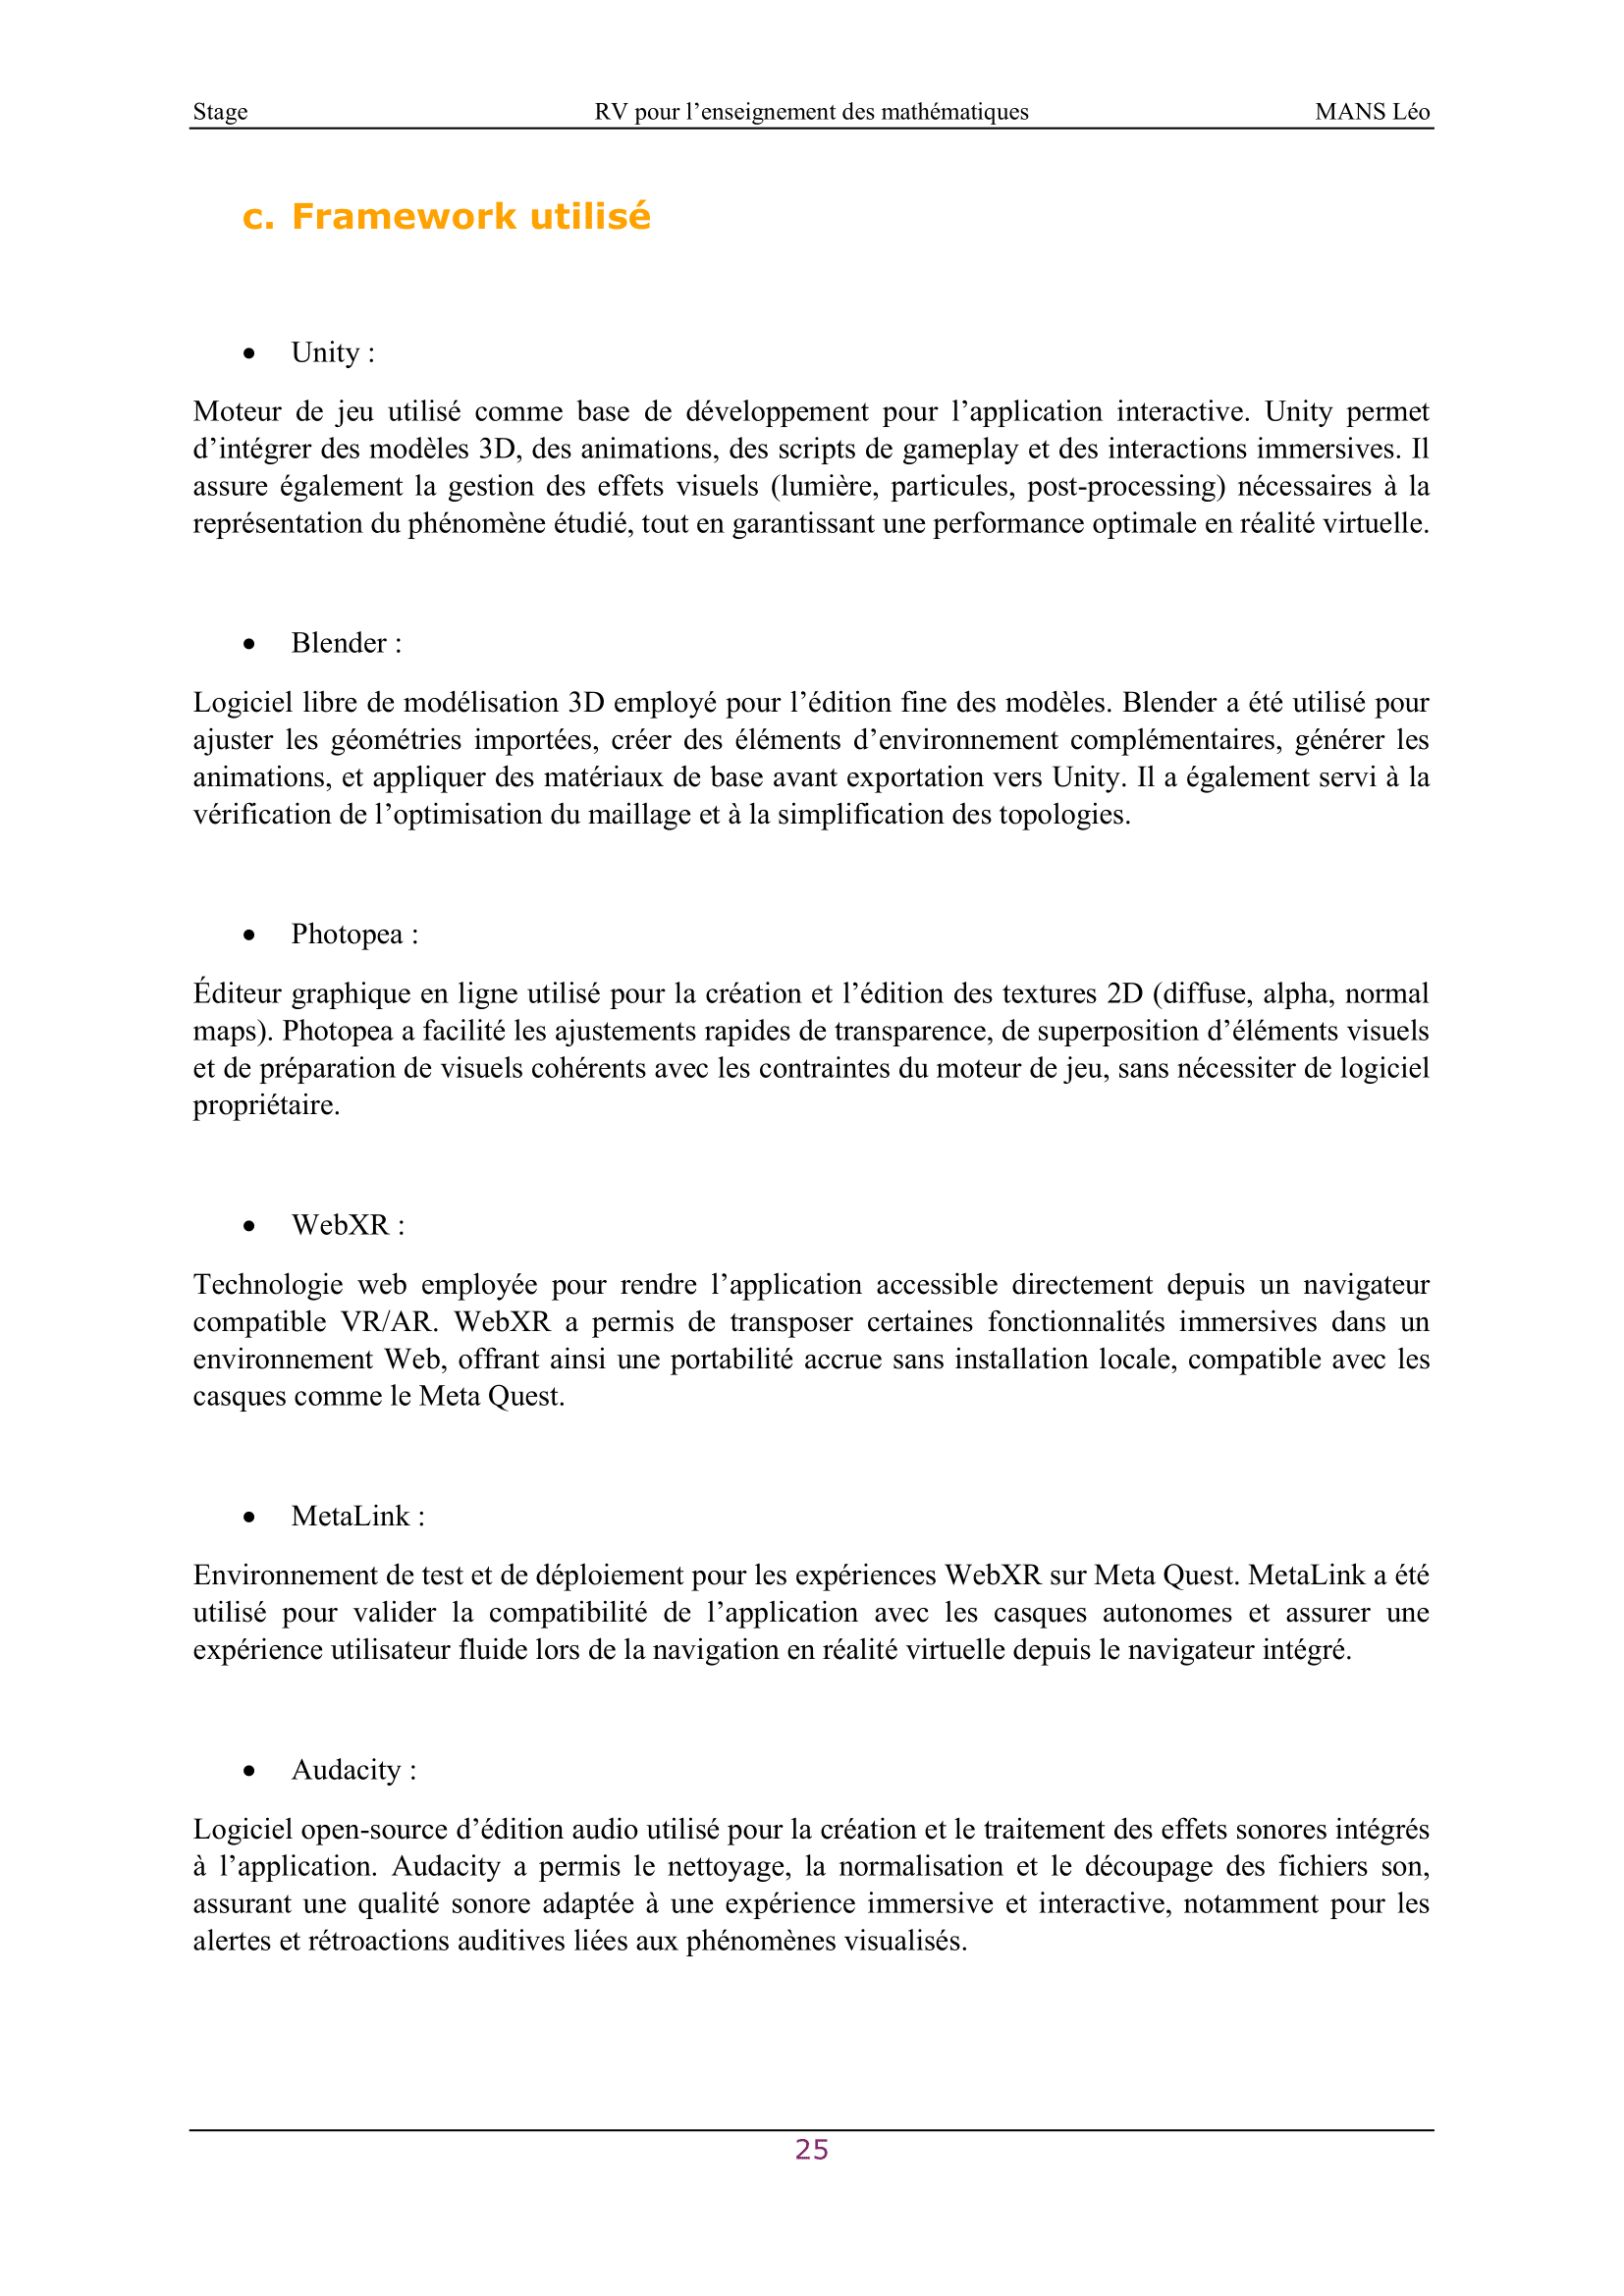 Stage RV pour l’enseignement des mathématiques MANS Léo
c. Framework utilisé
• Unity :
Moteur de jeu utilisé comme base de développement pour l’application interactive. Unity permet
d’intégrer des modèles 3D, des animations, des scripts de gameplay et des interactions immersives. Il
assure également la gestion des effets visuels (lumière, particules, post-processing) nécessaires à la
représentation du phénomène étudié, tout en garantissant une performance optimale en réalité virtuelle.
• Blender :
Logiciel libre de modélisation 3D employé pour l’édition fine des modèles. Blender a été utilisé pour
ajuster les géométries importées, créer des éléments d’environnement complémentaires, générer les
animations, et appliquer des matériaux de base avant exportation vers Unity. Il a également servi à la
vérification de l’optimisation du maillage et à la simplification des topologies.
• Photopea :
Éditeur graphique en ligne utilisé pour la création et l’édition des textures 2D (diffuse, alpha, normal
maps). Photopea a facilité les ajustements rapides de transparence, de superposition d’éléments visuels
et de préparation de visuels cohérents avec les contraintes du moteur de jeu, sans nécessiter de logiciel
propriétaire.
• WebXR :
Technologie web employée pour rendre l’application accessible directement depuis un navigateur
compatible VR/AR. WebXR a permis de transposer certaines fonctionnalités immersives dans un
environnement Web, offrant ainsi une portabilité accrue sans installation locale, compatible avec les
casques comme le Meta Quest.
• MetaLink :
Environnement de test et de déploiement pour les expériences WebXR sur Meta Quest. MetaLink a été
utilisé pour valider la compatibilité de l’application avec les casques autonomes et assurer une
expérience utilisateur fluide lors de la navigation en réalité virtuelle depuis le navigateur intégré.
• Audacity :
Logiciel open-source d’édition audio utilisé pour la création et le traitement des effets sonores intégrés
à l’application. Audacity a permis le nettoyage, la normalisation et le découpage des fichiers son,
assurant une qualité sonore adaptée à une expérience immersive et interactive, notamment pour les
alertes et rétroactions auditives liées aux phénomènes visualisés.
25